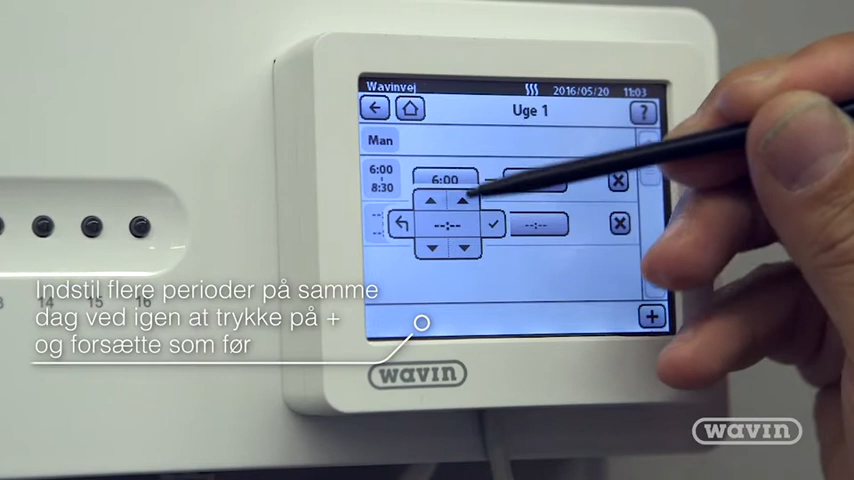 Wavinvej 2016/05/20 11:03
Uge 1 ?
Man
6:00
8:30
6:00 –
--:--
--:--
--:--
+
14 15 16
Indstil flere perioder på samme
dag ved igen at trykke på +
og forsætte som før
wavin
wavin